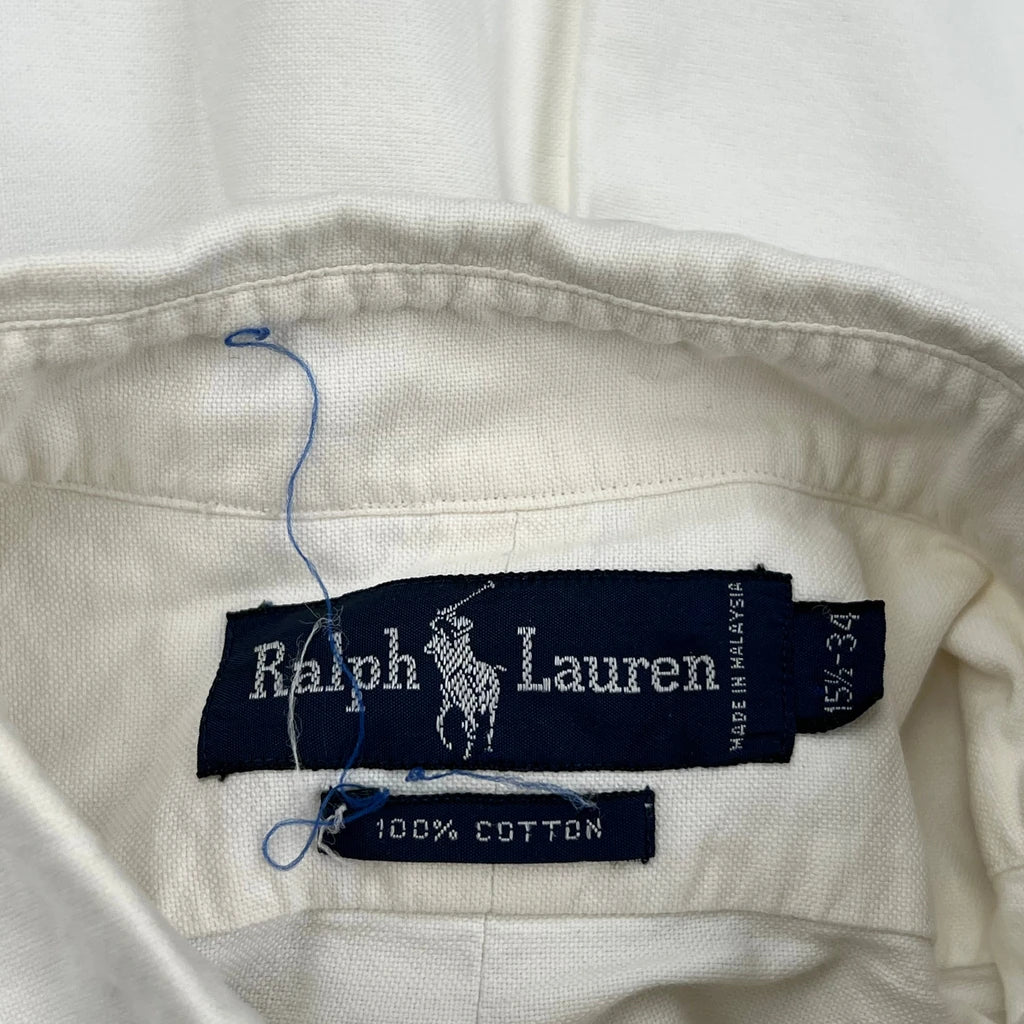 Ralph Lauren
MADE IN MALAYSIA
15½-34
100% COTTON